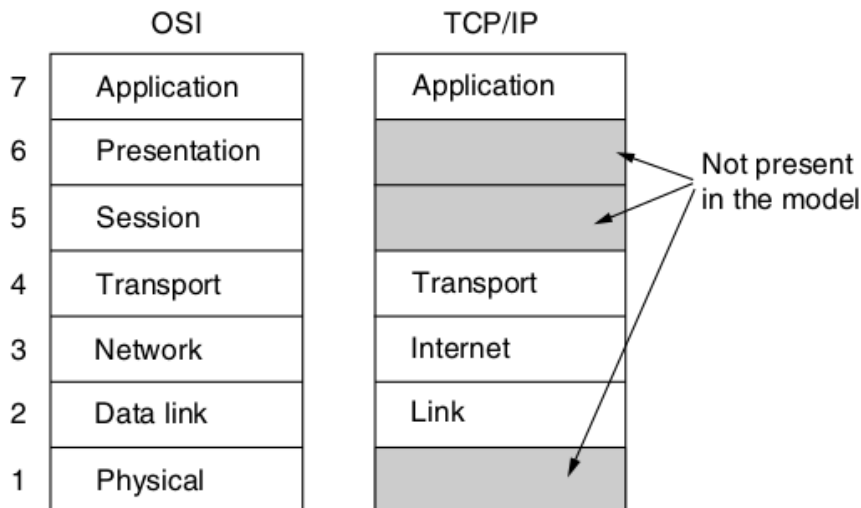 OSI TCP/IP
7 Application Application
6 Presentation
Not present
in the model
5 Session
4 Transport Transport
3 Network Internet
2 Data link Link
1 Physical